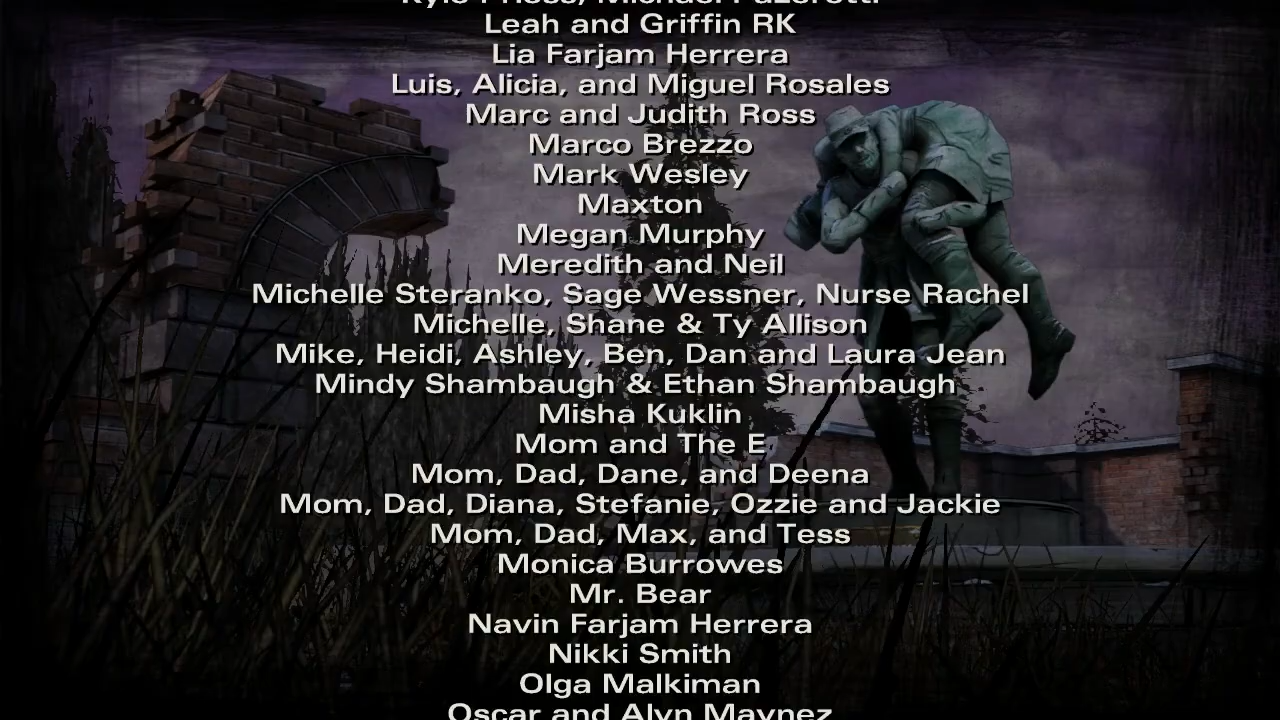 Leah and Griffin RK
Lia Farjam Herrera
Luis, Alicia, and Miguel Rosales
Marc and Judith Ross
Marco Brezzo
Mark Wesley
Maxton
Megan Murphy
Meredith and Neil
Michelle Steranko, Sage Wessner, Nurse Rachel
Michelle, Shane & Ty Allison
Mike, Heidi, Ashley, Ben, Dan and Laura Jean
Mindy Shambaugh & Ethan Shambaugh
Misha Kuklin
Mom and The E
Mom, Dad, Dane, and Deena
Mom, Dad, Diana, Stefanie, Ozzie and Jackie
Mom, Dad, Max, and Tess
Monica Burrowes
Mr. Bear
Navin Farjam Herrera
Nikki Smith
Olga Malkiman
Oscar and Alyn Maynez